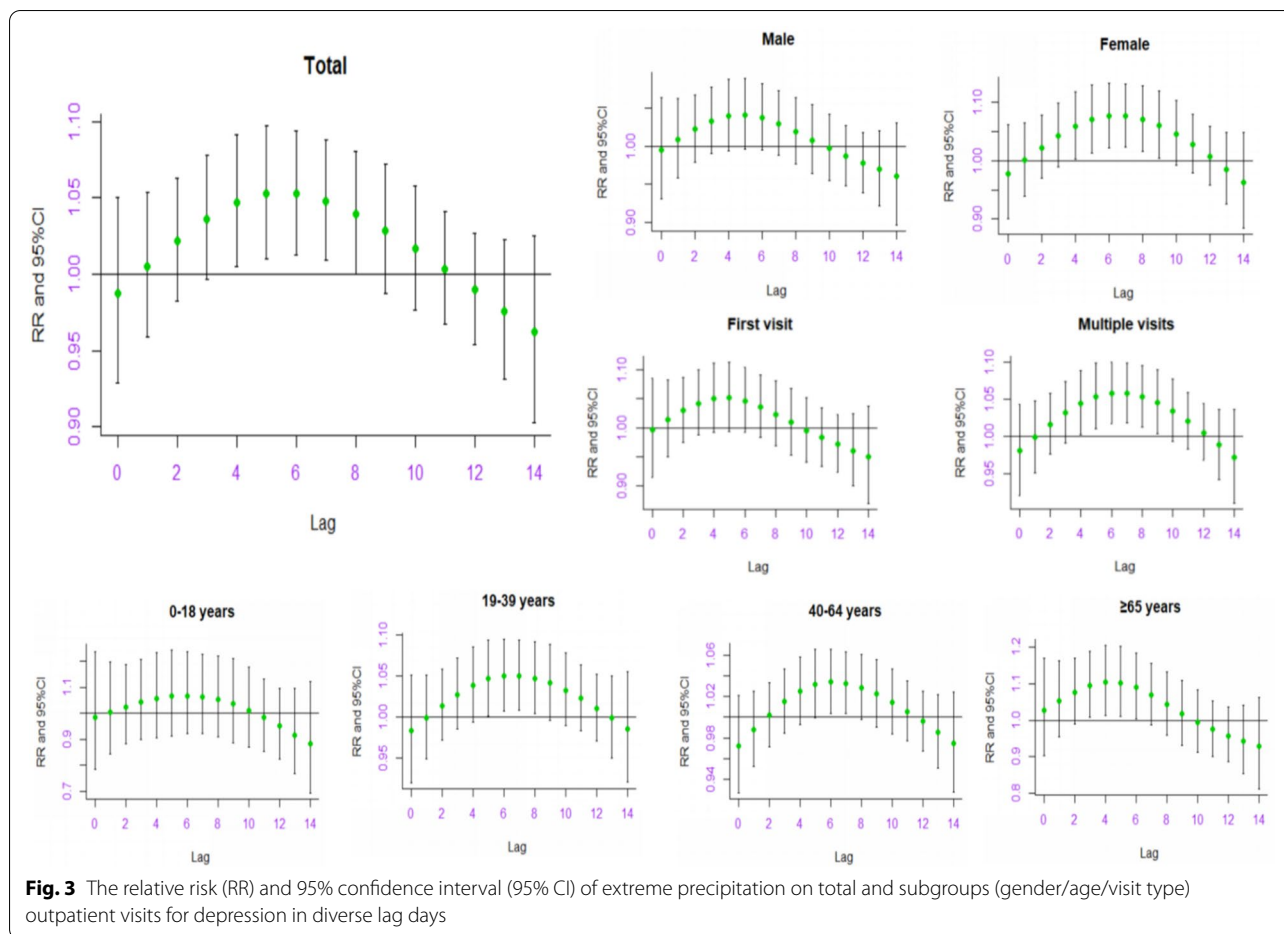 Total
RR and 95%CI
0.90 0.95 1.00 1.05 1.10
0 2 4 6 8 10 12 14
Lag
Male
RR and 95%CI
0.90 1.00
0 2 4 6 8 10 12 14
Lag
Female
RR and 95%CI
0.90 1.00 1.10
0 2 4 6 8 10 12 14
Lag
First visit
RR and 95%CI
0.90 1.00 1.10
0 2 4 6 8 10 12 14
Lag
Multiple visits
RR and 95%CI
0.95 1.00 1.05 1.10
0 2 4 6 8 10 12 14
Lag
0-18 years
RR and 95%CI
0.7 0.9 1.1
0 2 4 6 8 10 12 14
Lag
19-39 years
RR and 95%CI
0.95 1.00 1.05 1.10
0 2 4 6 8 10 12 14
Lag
40-64 years
RR and 95%CI
0.94 0.98 1.02 1.06
0 2 4 6 8 10 12 14
Lag
≥65 years
RR and 95%CI
0.8 0.9 1.0 1.1 1.2
0 2 4 6 8 10 12 14
Lag
Fig. 3 The relative risk (RR) and 95% confidence interval (95% CI) of extreme precipitation on total and subgroups (gender/age/visit type)
outpatient visits for depression in diverse lag days